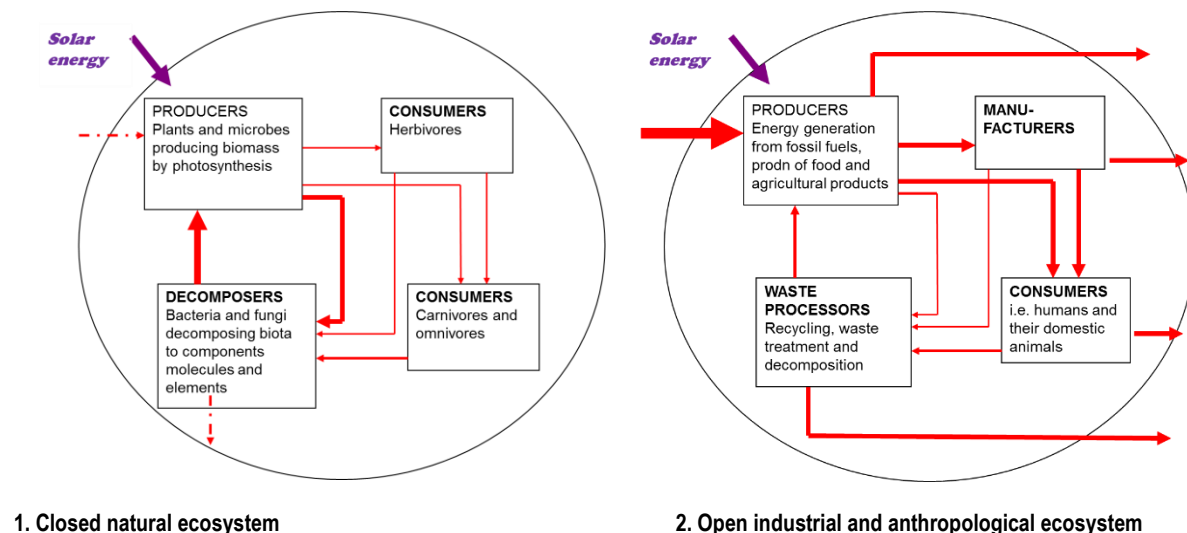 Solar
energy
PRODUCERS
Plants and microbes
producing biomass
by photosynthesis
CONSUMERS
Herbivores
DECOMPOSERS
Bacteria and fungi
decomposing biota
to components
molecules and
elements
CONSUMERS
Carnivores and
omnivores
1. Closed natural ecosystem
Solar
energy
PRODUCERS
Energy generation
from fossil fuels,
prodn of food and
agricultural products
MANU-
FACTURERS
WASTE
PROCESSORS
Recycling, waste
treatment and
decomposition
CONSUMERS
i.e. humans and
their domestic
animals
2. Open industrial and anthropological ecosystem